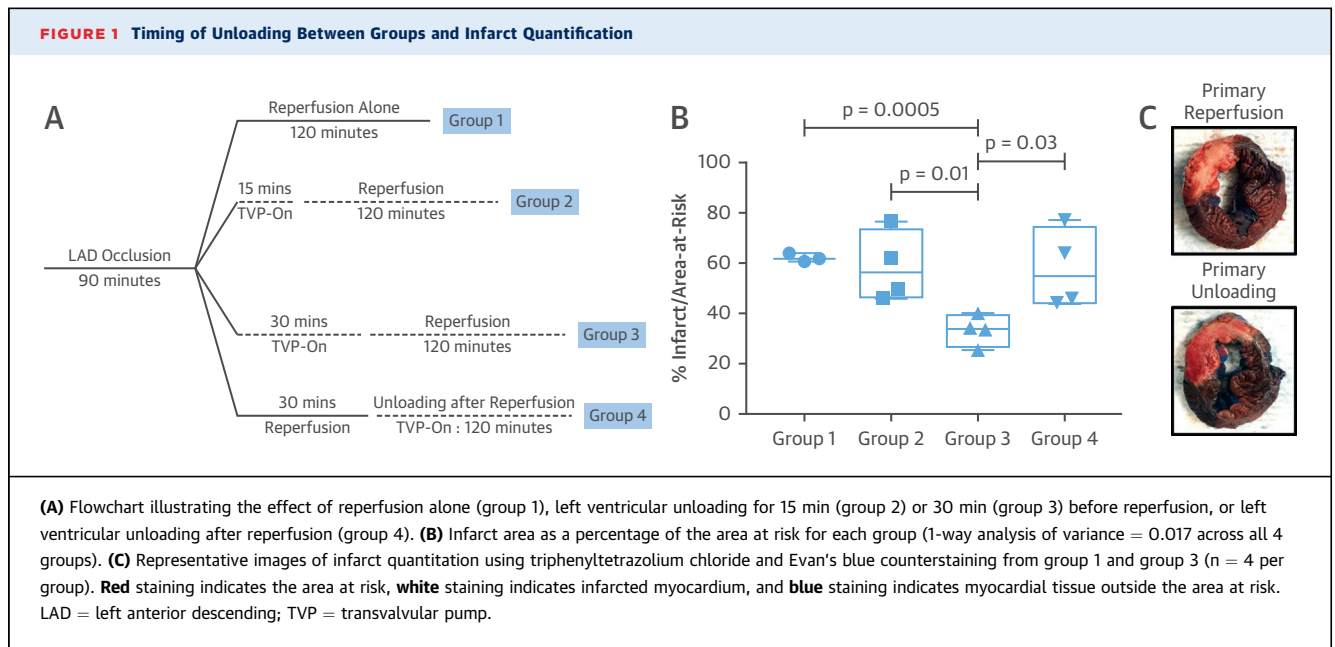 FIGURE 1 Timing of Unloading Between Groups and Infarct Quantification
A
Reperfusion Alone
120 minutes
Group 1
15 mins
TVP-On
Reperfusion
120 minutes
Group 2
LAD Occlusion
90 minutes
30 mins
TVP-On
Reperfusion
120 minutes
Group 3
30 mins
Reperfusion
Unloading after Reperfusion
TVP-On : 120 minutes
Group 4
B
p = 0.0005
p = 0.03
p = 0.01
% Infarct/Area-at-Risk
100
80
60
40
20
0
Group 1 Group 2 Group 3 Group 4
C
Primary
Reperfusion
Primary
Unloading
(A) Flowchart illustrating the effect of reperfusion alone (group 1), left ventricular unloading for 15 min (group 2) or 30 min (group 3) before reperfusion, or left
ventricular unloading after reperfusion (group 4). (B) Infarct area as a percentage of the area at risk for each group (1-way analysis of variance = 0.017 across all 4
groups). (C) Representative images of infarct quantitation using triphenyltetrazolium chloride and Evan's blue counterstaining from group 1 and group 3 (n = 4 per
group). Red staining indicates the area at risk, white staining indicates infarcted myocardium, and blue staining indicates myocardial tissue outside the area at risk.
LAD = left anterior descending; TVP = transvalvular pump.